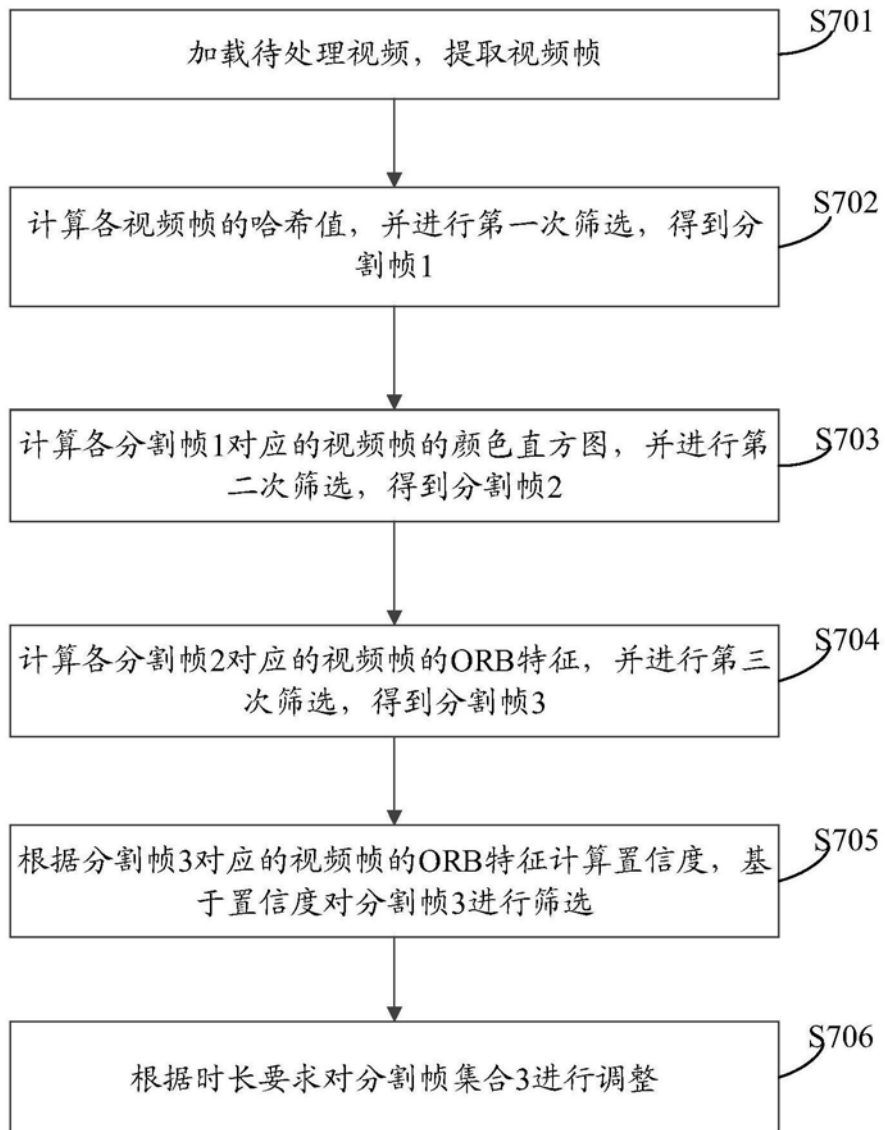 S701
加载待处理视频，提取视频帧
S702
计算各视频帧的哈希值，并进行第一次筛选，得到分
割帧1
S703
计算各分割帧1对应的视频帧的颜色直方图，并进行第
二次筛选，得到分割帧2
S704
计算各分割帧2对应的视频帧的ORB特征，并进行第三
次筛选，得到分割帧3
S705
根据分割帧3对应的视频帧的ORB特征计算置信度，基
于置信度对分割帧3进行筛选
S706
根据时长要求对分割帧集合3进行调整